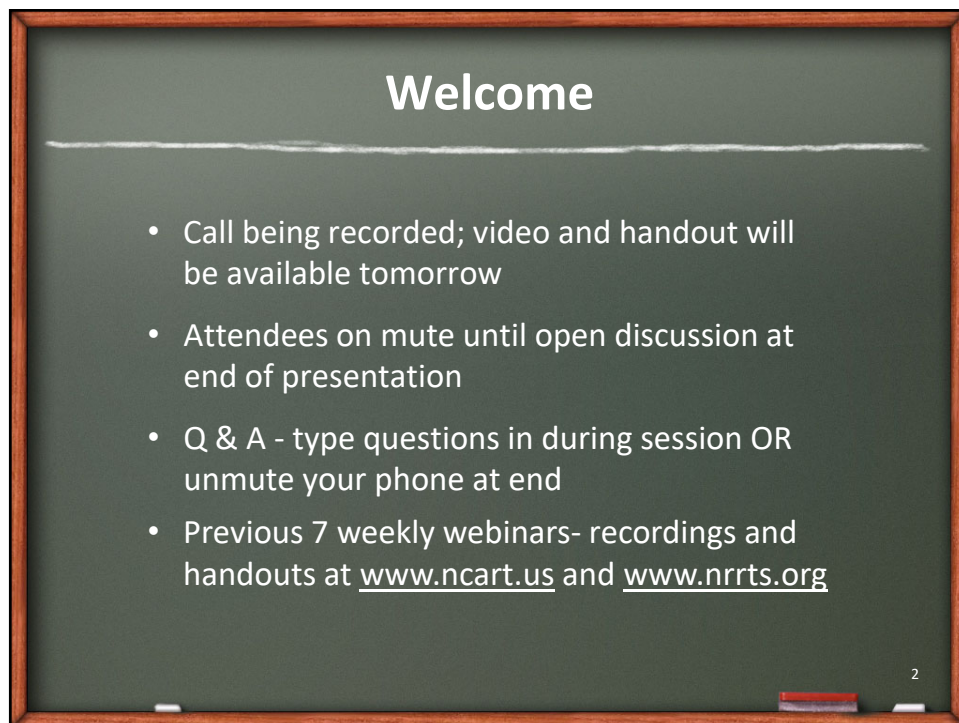 Welcome
• Call being recorded; video and handout will
be available tomorrow
• Attendees on mute until open discussion at
end of presentation
• Q & A - type questions in during session OR
unmute your phone at end
• Previous 7 weekly webinars- recordings and
handouts at www.ncart.us and www.nrrts.org
2